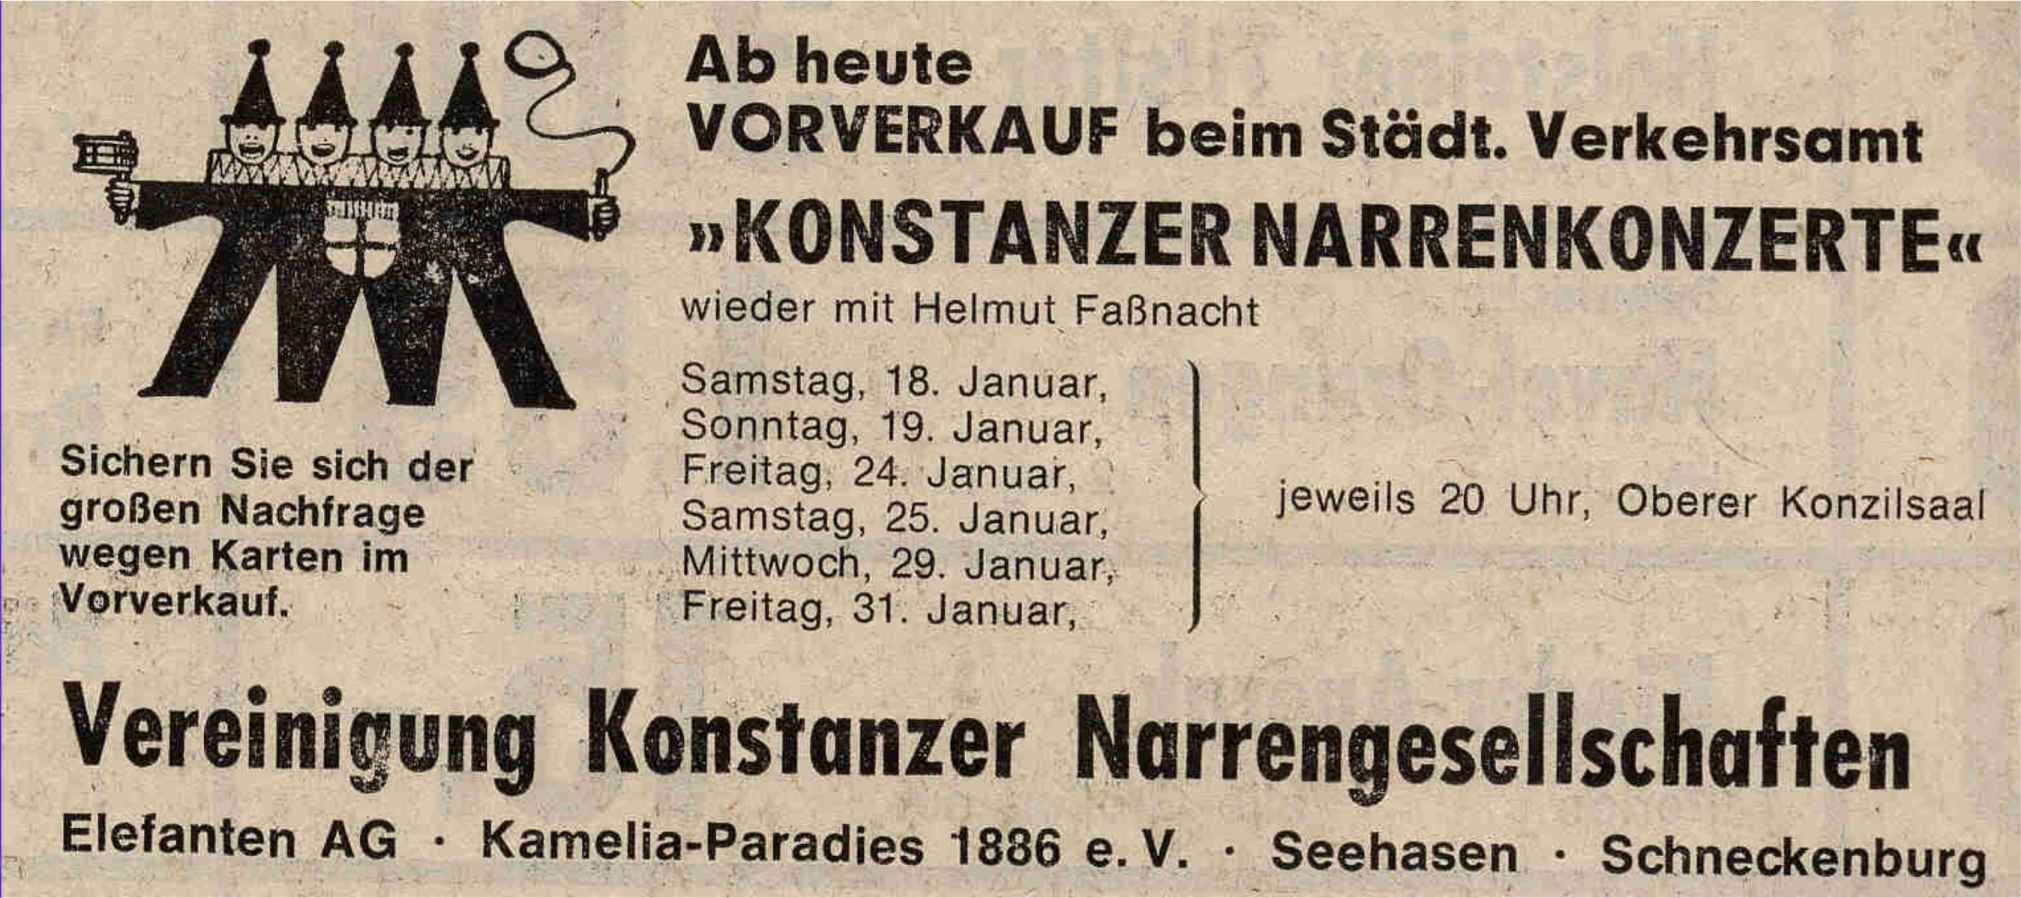 Ab heute
VORVERKAUF beim Städt. Verkehrsamt
»KONSTANZER NARRENKONZERTE«
wieder mit Helmut Faßnacht
Samstag, 18. Januar,
Sonntag, 19. Januar,
Freitag, 24. Januar,
Samstag, 25. Januar,
Mittwoch, 29. Januar,
Freitag, 31. Januar,
jeweils 20 Uhr, Oberer Konzilsaal
Sichern Sie sich der
großen Nachfrage
wegen Karten im
Vorverkauf.
Vereinigung Konstanzer Narrengesellschaften
Elefanten AG · Kamelia-Paradies 1886 e. V. · Seehasen · Schneckenburg